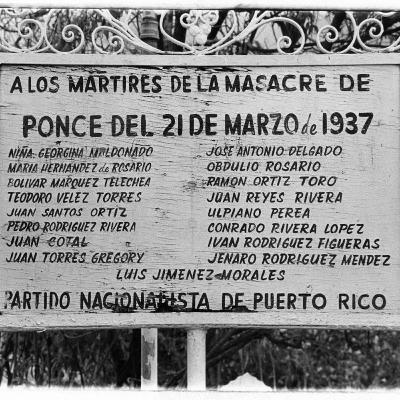 A LOS MARTIRES DE LA MASACRE DE
PONCE DEL 21 DE MARZO de 1937
NIÑA GEORGINA MALDONADO
MARIA HERNANDEZ de ROSARIO
BOLIVAR MARQUEZ TELECHEA
TEODORO VELEZ TORRES
JUAN SANTOS ORTIZ
PEDRO RODRIGUEZ RIVERA
JUAN COTAL
JUAN TORRES GREGORY
JOSE ANTONIO DELGADO
OBDULIO ROSARIO
RAMON ORTIZ TORO
JUAN REYES RIVERA
ULPIANO PEREA
CONRADO RIVERA LOPEZ
IVAN RODRIGUEZ FIGUERAS
JENARO RODRIGUEZ MENDEZ
LUIS JIMENEZ MORALES
PARTIDO NACIONALISTA DE PUERTO RICO